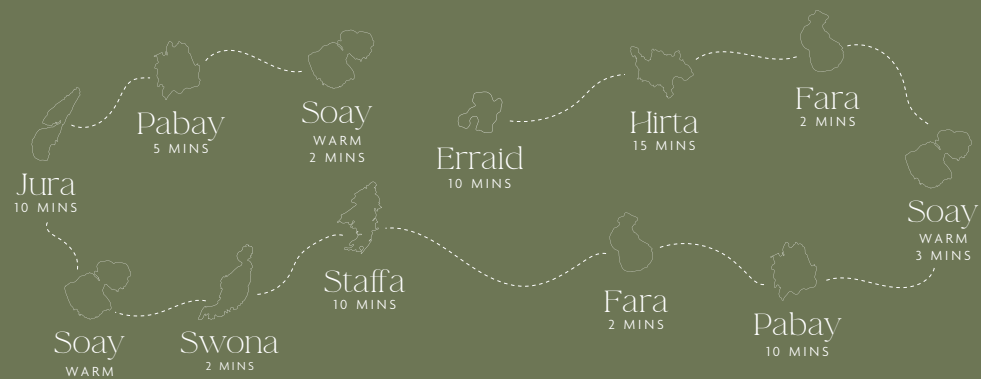 Erraid
10 MINS
Hirta
15 MINS
Fara
2 MINS
Soay
WARM
3 MINS
Pabay
10 MINS
Fara
2 MINS
Staffa
10 MINS
Swona
2 MINS
Soay
WARM
Jura
10 MINS
Pabay
5 MINS
Soay
WARM
2 MINS